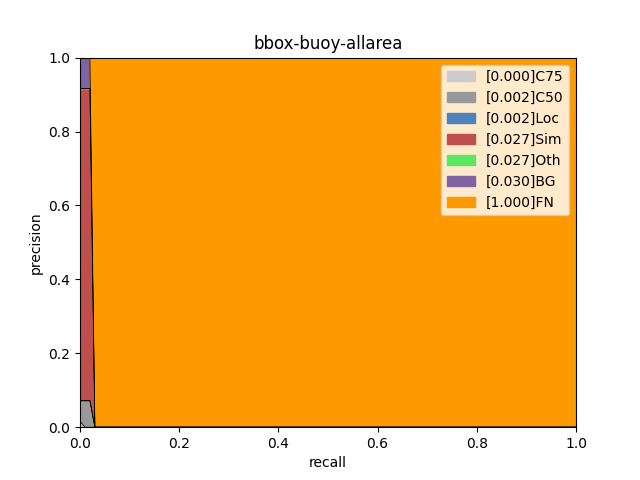 bbox-buoy-allarea
1.0
0.8
0.6
0.4
0.2
0.0
precision
[0.000]C75
[0.002]C50
[0.002]Loc
[0.027]Sim
[0.027]Oth
[0.030]BG
[1.000]FN
0.0 0.2 0.4 0.6 0.8 1.0
recall